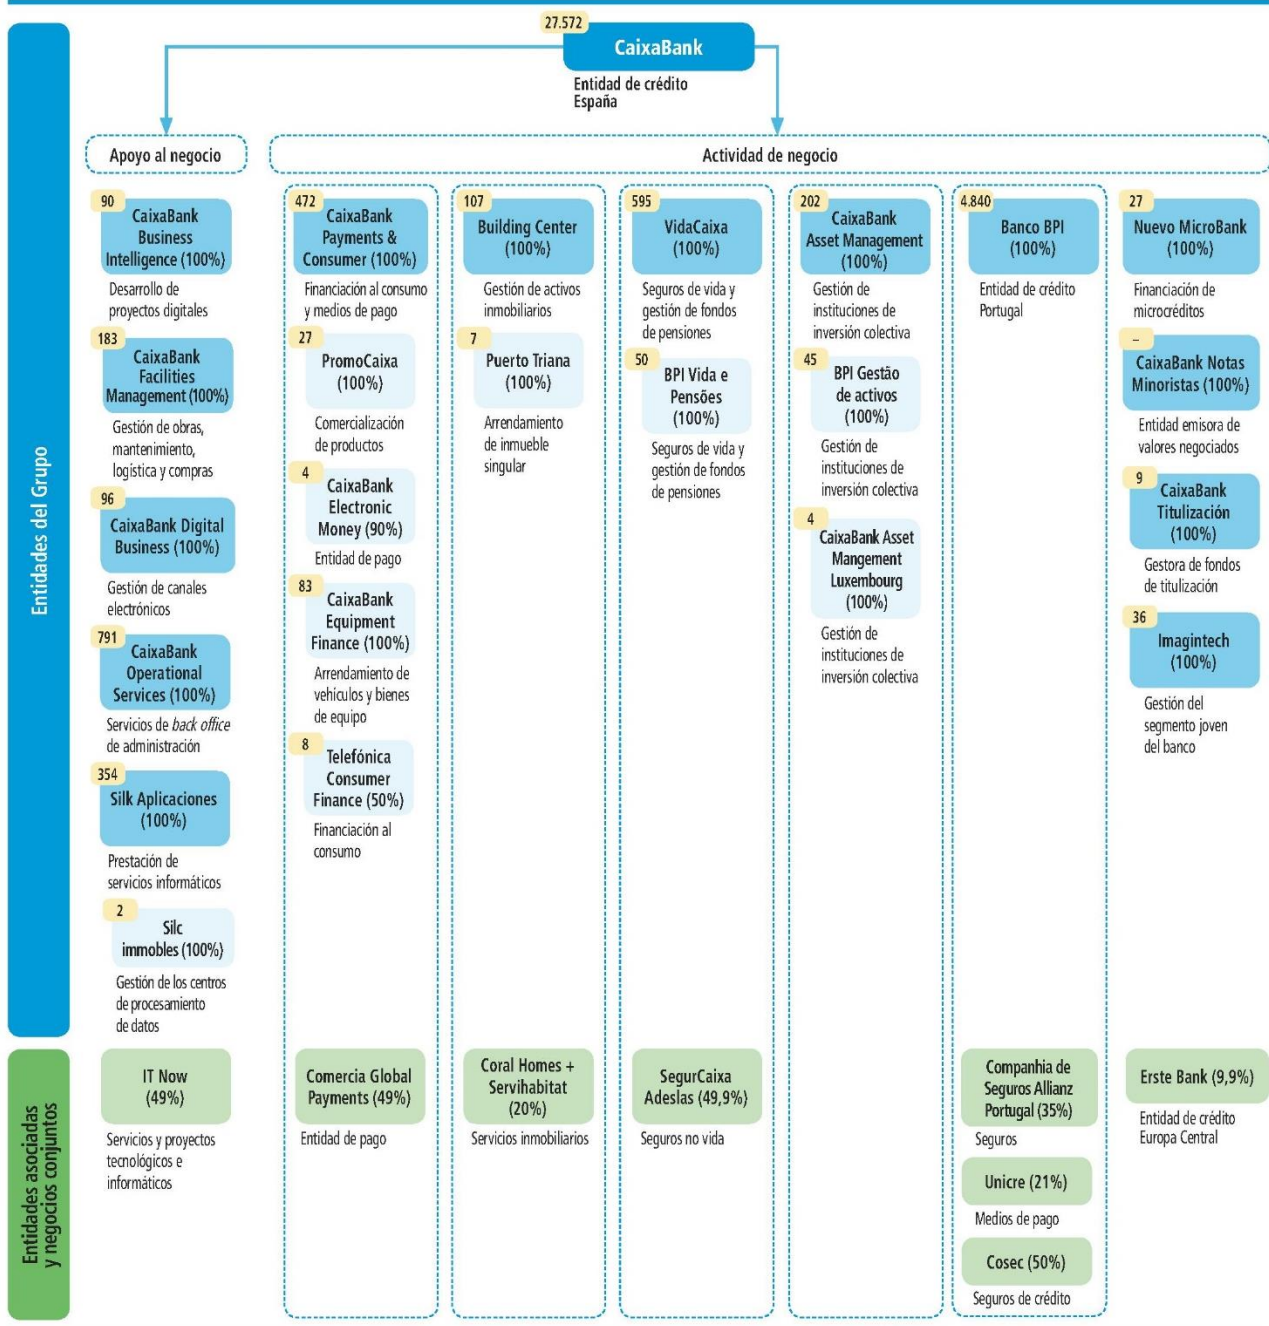 27.572
CaixaBank
Entidad de crédito
España
Entidades del Grupo
Apoyo al negocio
Actividad de negocio
90
CaixaBank
Business
Intelligence (100%)
Desarrollo de
proyectos digitales
183
CaixaBank
Facilities
Management (100%)
Gestión de obras,
mantenimiento,
logística y compras
96
CaixaBank Digital
Business (100%)
Gestión de canales
electrónicos
791
CaixaBank
Operational
Services (100%)
Servicios de back office
de administración
354
Silk Aplicaciones
(100%)
Prestación de
servicios informáticos
2
Silc
immobles (100%)
Gestión de los centros
de procesamiento
de datos
472
CaixaBank
Payments &
Consumer (100%)
Financiación al consumo
y medios de pago
27
PromoCaixa
(100%)
Comercialización
de productos
4
CaixaBank
Electronic
Money (90%)
Entidad de pago
83
CaixaBank
Equipment
Finance (100%)
Arrendamiento de
vehículos y bienes
de equipo
8
Telefónica
Consumer
Finance (50%)
Financiación al
consumo
107
Building Center
(100%)
Gestión de activos
inmobiliarios
7
Puerto Triana
(100%)
Arrendamiento
de inmueble
singular
595
VidaCaixa
(100%)
Seguros de vida y
gestión de fondos
de pensiones
50
BPI Vida e
Pensões
(100%)
Seguros de vida y
gestión de fondos
de pensiones
202
CaixaBank
Asset Management
(100%)
Gestión de
instituciones de
inversión colectiva
45
BPI Gestão
de activos
(100%)
Gestión de
instituciones de
inversión colectiva
4
CaixaBank Asset
Mangement
Luxembourg
(100%)
Gestión de
instituciones de
inversión colectiva
4.840
Banco BPI
(100%)
Entidad de crédito
Portugal
27
Nuevo MicroBank
(100%)
Financiación de
microcréditos
–
CaixaBank Notas
Minoristas (100%)
Entidad emisora de
valores negociados
9
CaixaBank
Titulización
(100%)
Gestora de fondos
de titulización
36
Imagintech
(100%)
Gestión del
segmento joven
del banco
Entidades asociadas
y negocios conjuntos
IT Now
(49%)
Servicios y proyectos
tecnológicos e
informáticos
Comercia Global
Payments (49%)
Entidad de pago
Coral Homes +
Servihabitat
(20%)
Servicios inmobiliarios
SegurCaixa
Adeslas (49,9%)
Seguros no vida
Companhia de
Seguros Allianz
Portugal (35%)
Seguros
Unicre (21%)
Medios de pago
Cosec (50%)
Seguros de crédito
Erste Bank (9,9%)
Entidad de crédito
Europa Central